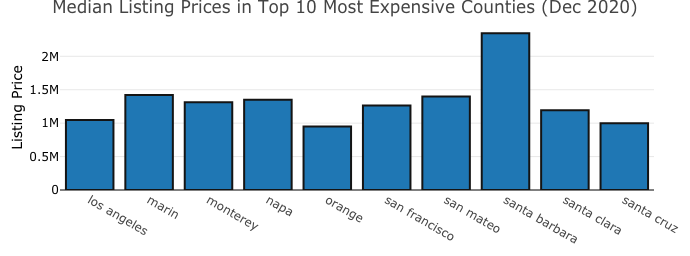 Median Listing Prices in Top 10 Most Expensive Counties (Dec 2020)
Listing Price
2M
1.5M
1M
0.5M
0
los angeles
marin
monterey
napa
orange
san francisco
san mateo
santa barbara
santa clara
santa cruz